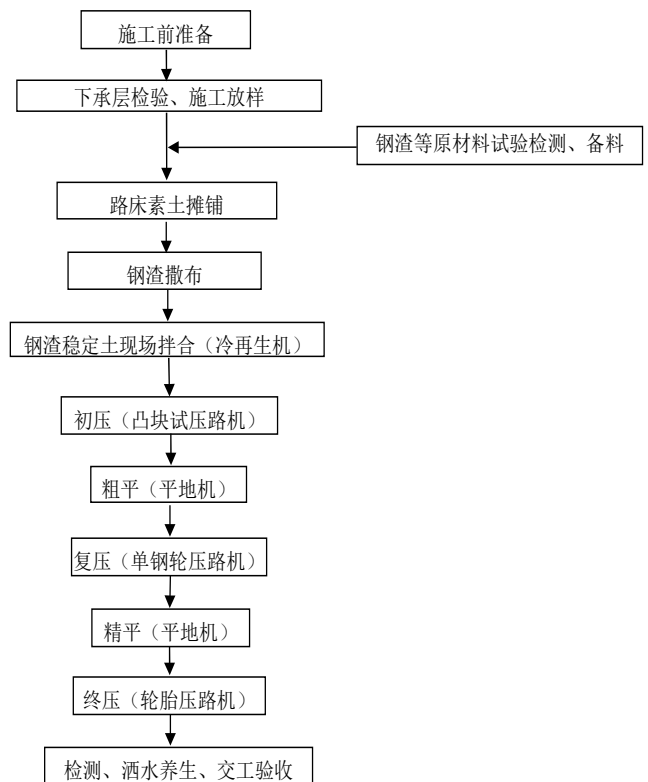 施工前准备
下承层检验、施工放样
钢渣等原材料试验检测、备料
路床素土摊铺
钢渣撒布
钢渣稳定土现场拌合（冷再生机）
初压（凸块试压路机）
粗平（平地机）
复压（单钢轮压路机）
精平（平地机）
终压（轮胎压路机）
检测、洒水养生、交工验收